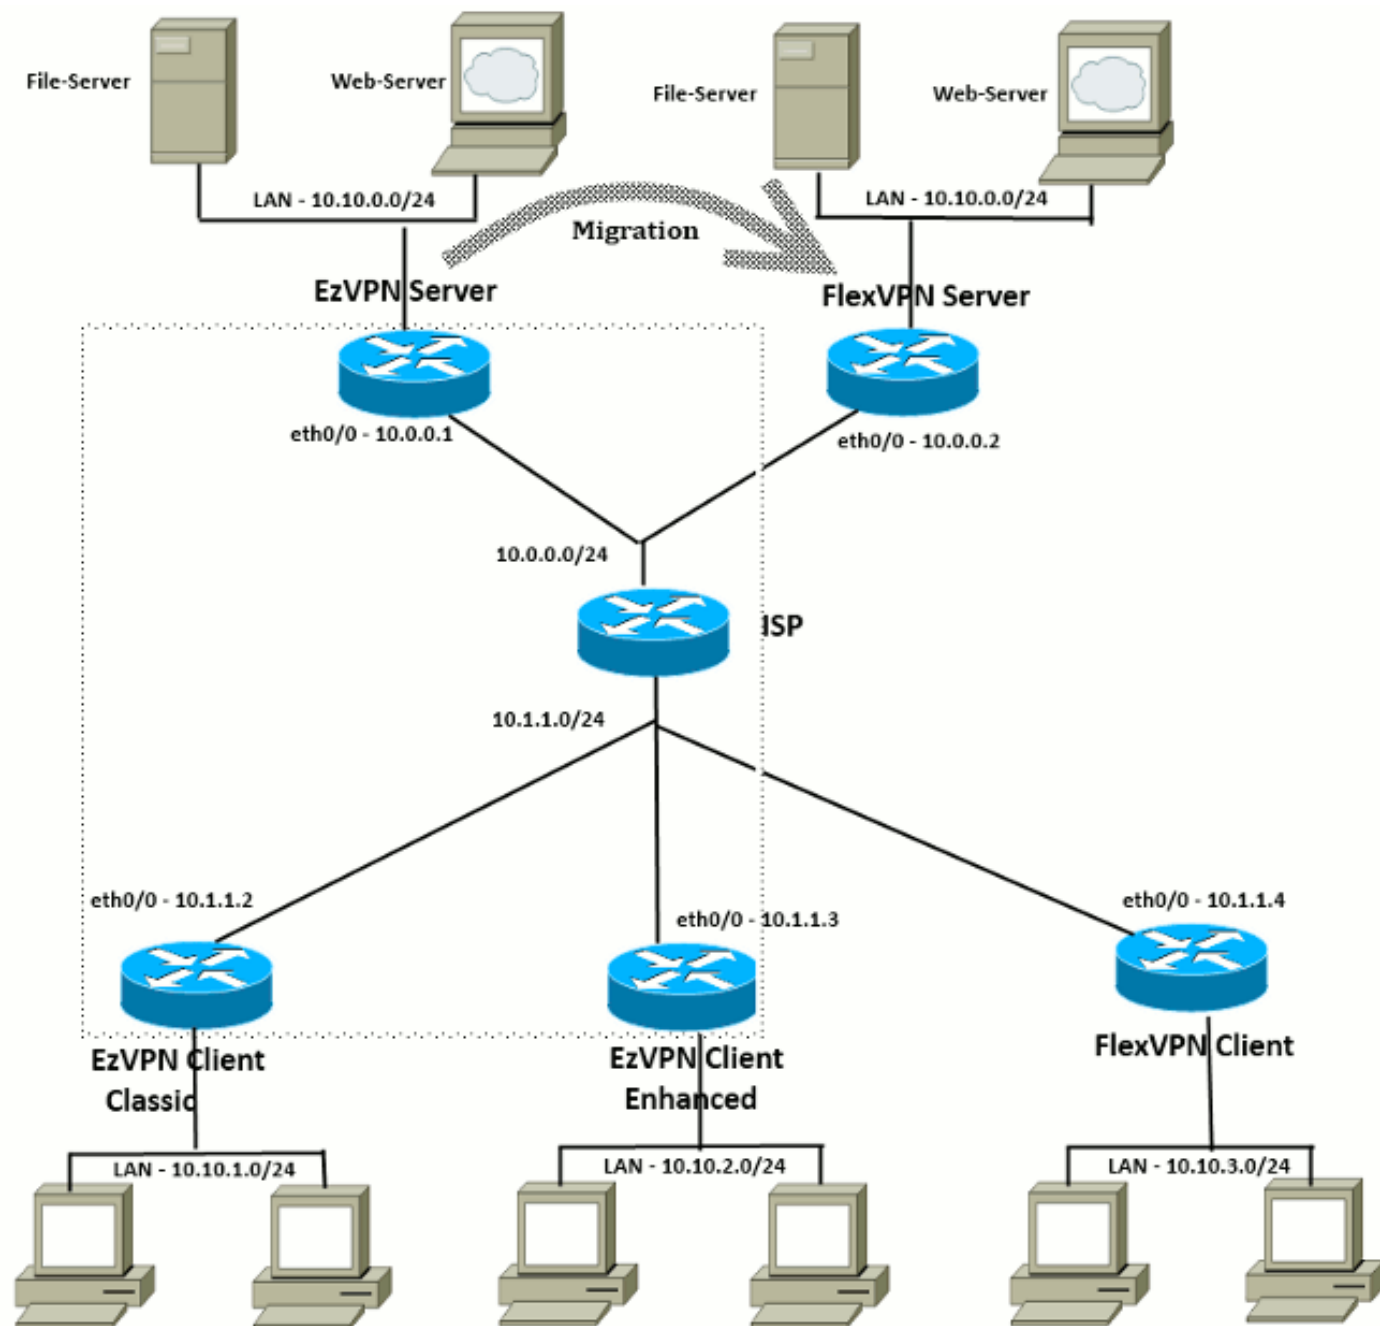 File-Server
Web-Server
File-Server
Web-Server
LAN - 10.10.0.0/24
LAN - 10.10.0.0/24
Migration
EzVPN Server
FlexVPN Server
eth0/0 - 10.0.0.1
eth0/0 - 10.0.0.2
10.0.0.0/24
ISP
10.1.1.0/24
eth0/0 - 10.1.1.2
eth0/0 - 10.1.1.3
eth0/0 - 10.1.1.4
EzVPN Client
Classic
EzVPN Client
Enhanced
FlexVPN Client
LAN - 10.10.1.0/24
LAN - 10.10.2.0/24
LAN - 10.10.3.0/24